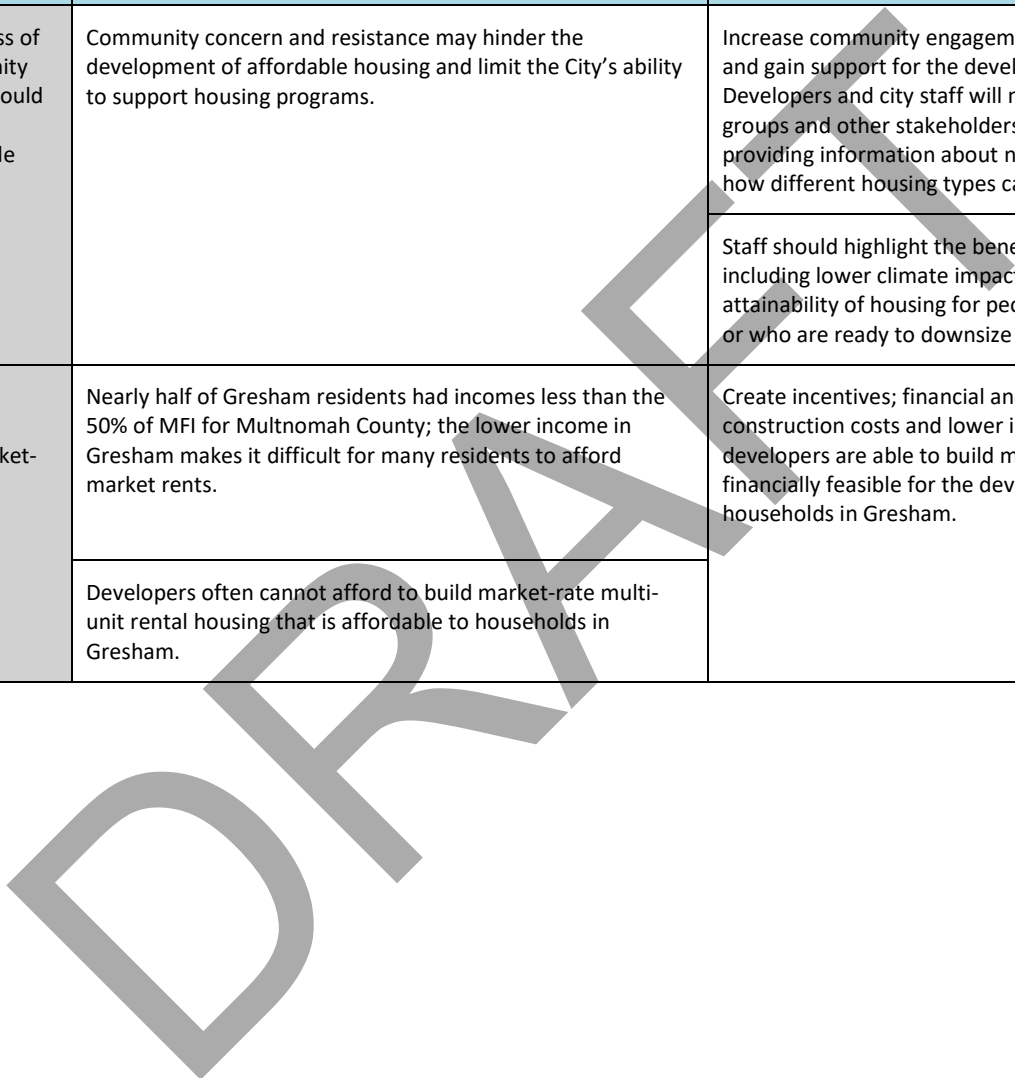 ss of
ity
ould
le
Community concern and resistance may hinder the
development of affordable housing and limit the City's ability
to support housing programs.
Increase community engagem
and gain support for the devel
Developers and city staff will
groups and other stakeholders
providing information about n
how different housing types ca
Staff should highlight the bene
including lower climate impact
attainability of housing for peo
or who are ready to downsize
ket-
Nearly half of Gresham residents had incomes less than the
50% of MFI for Multnomah County; the lower income in
Gresham makes it difficult for many residents to afford
market rents.
Developers often cannot afford to build market-rate multi-
unit rental housing that is affordable to households in
Gresham.
Create incentives; financial an
construction costs and lower i
developers are able to build m
financially feasible for the dev
households in Gresham.
DRAFT